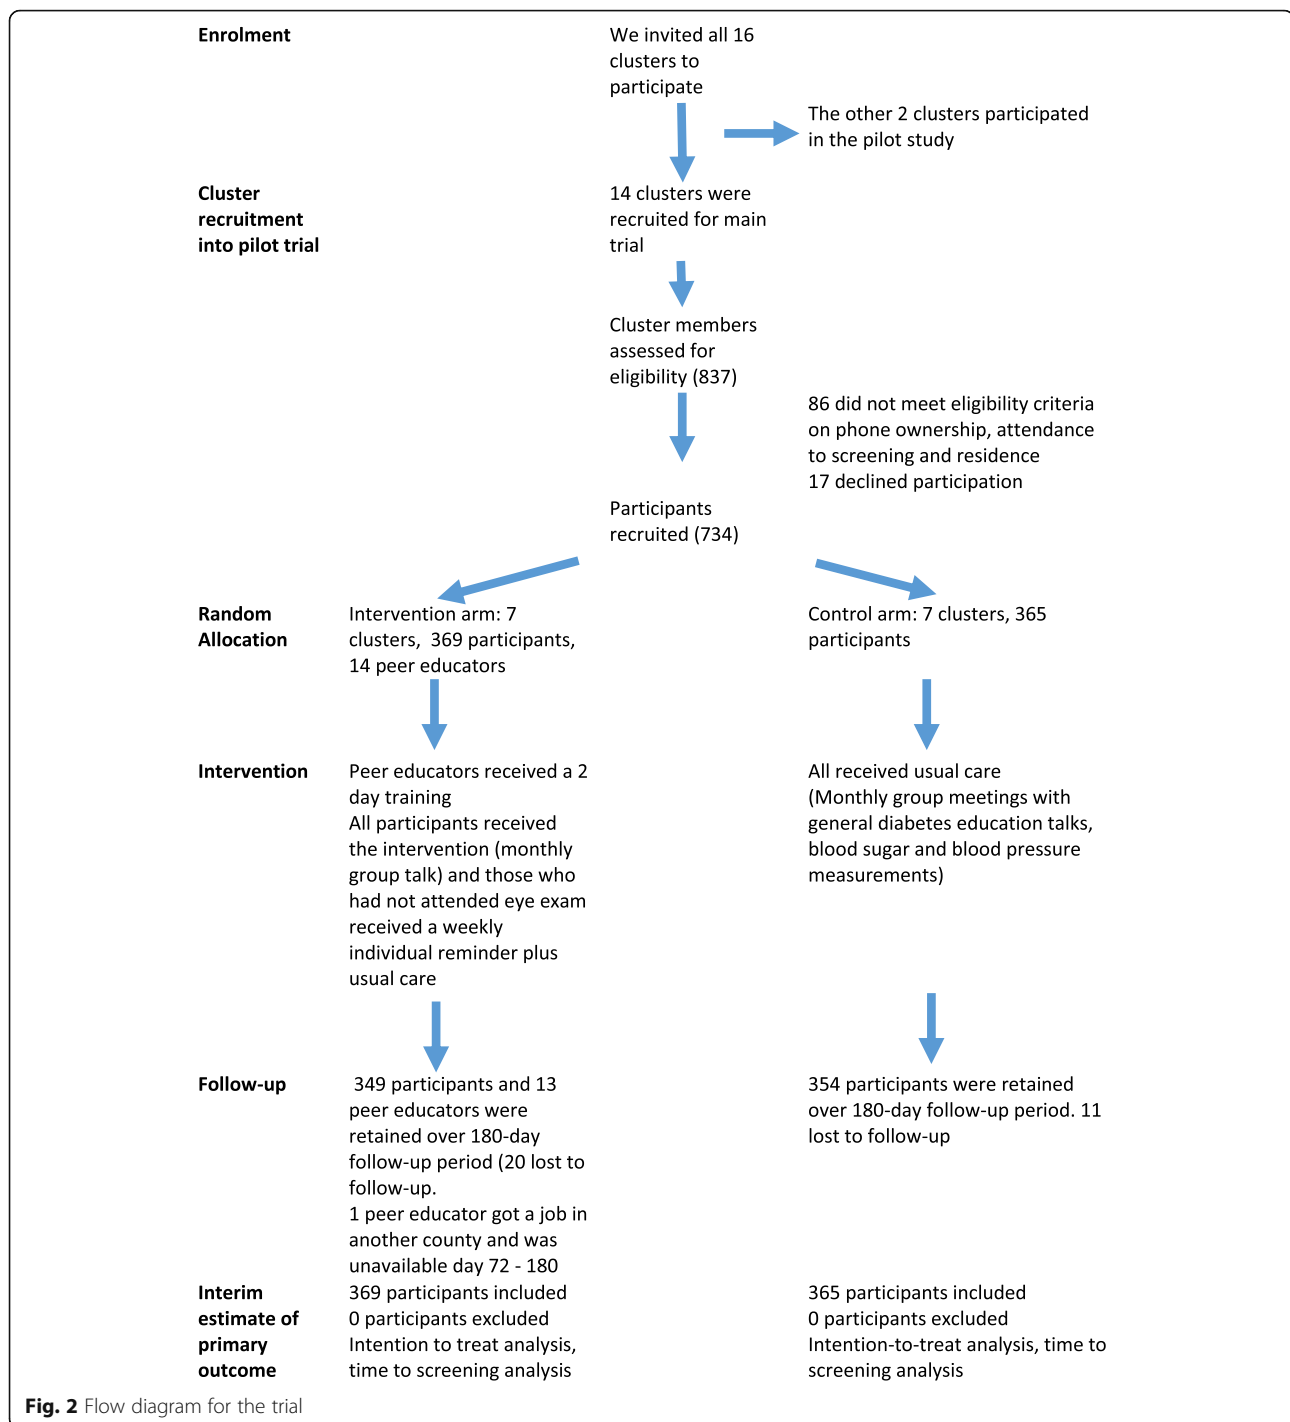 Enrolment
We invited all 16
clusters to
participate
The other 2 clusters participated
in the pilot study
Cluster
recruitment
into pilot trial
14 clusters were
recruited for main
trial
Cluster members
assessed for
eligibility (837)
86 did not meet eligibility criteria
on phone ownership, attendance
to screening and residence
17 declined participation
Participants
recruited (734)
Random
Allocation
Intervention arm: 7
clusters, 369 participants,
14 peer educators
Control arm: 7 clusters, 365
participants
Intervention
Peer educators received a 2
day training
All participants received
the intervention (monthly
group talk) and those who
had not attended eye exam
received a weekly
individual reminder plus
usual care
All received usual care
(Monthly group meetings with
general diabetes education talks,
blood sugar and blood pressure
measurements)
Follow-up
349 participants and 13
peer educators were
retained over 180-day
follow-up period (20 lost to
follow-up.
1 peer educator got a job in
another county and was
unavailable day 72 - 180
354 participants were retained
over 180-day follow-up period. 11
lost to follow-up
Interim
estimate of
primary
outcome
369 participants included
0 participants excluded
Intention to treat analysis,
time to screening analysis
365 participants included
0 participants excluded
Intention-to-treat analysis, time to
screening analysis
Fig. 2 Flow diagram for the trial